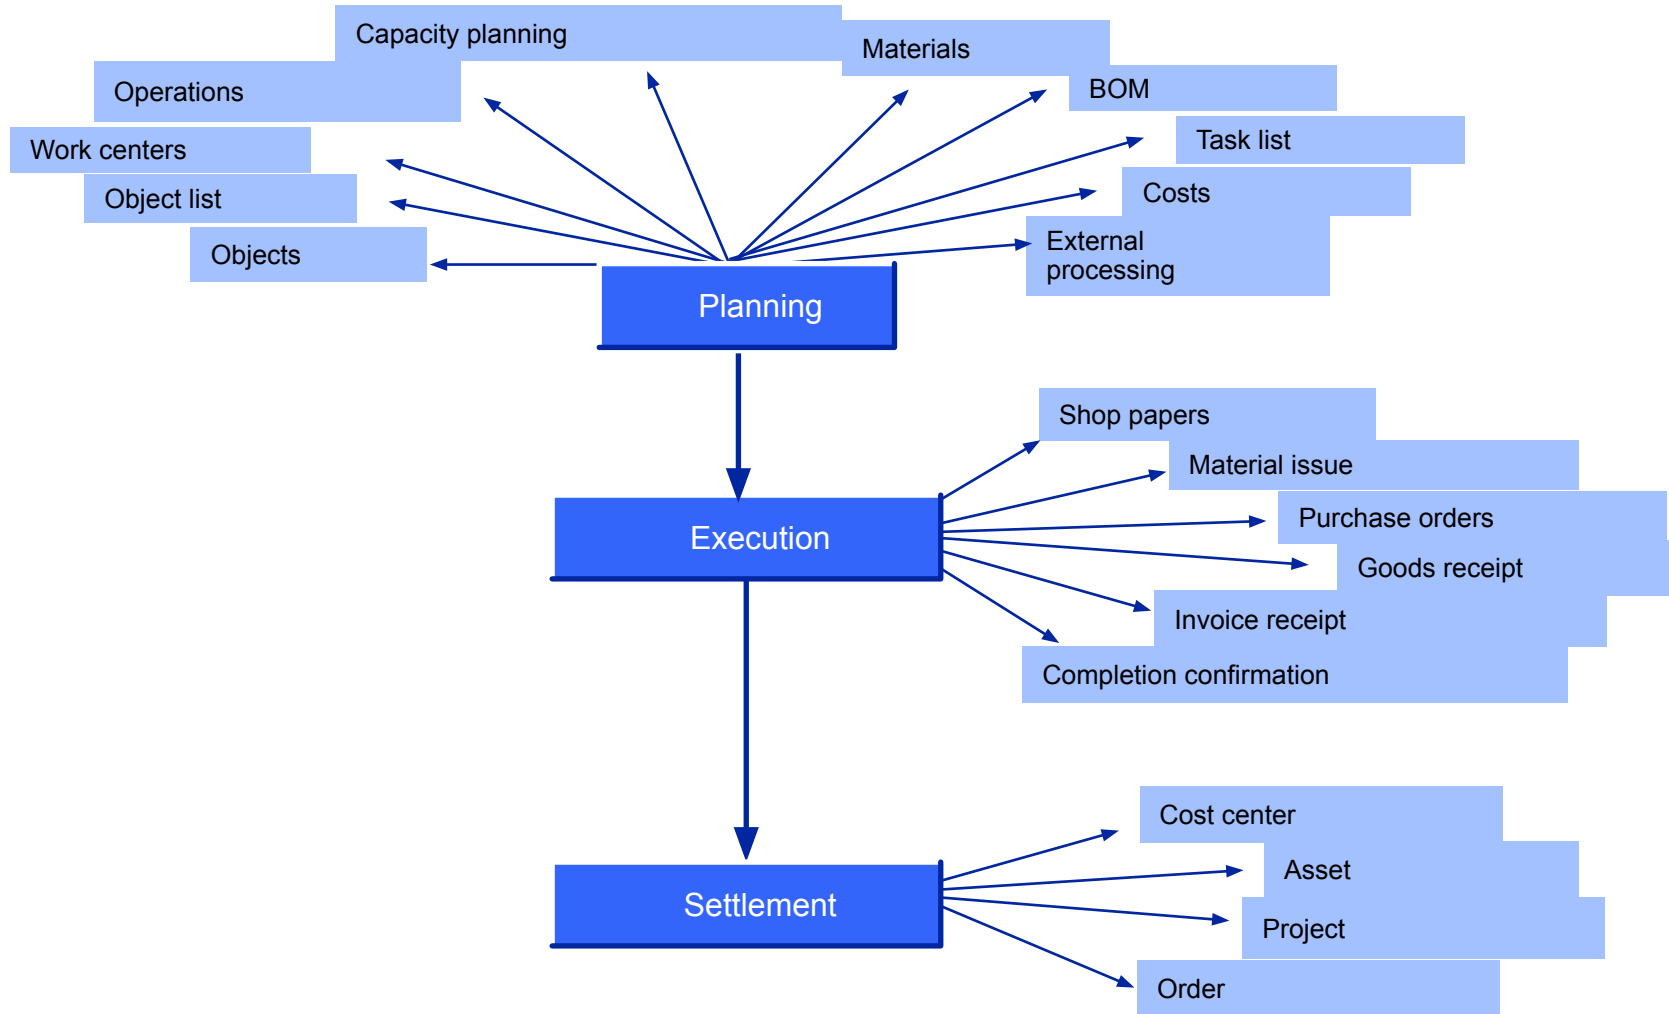 Capacity planning
Materials
Operations
BOM
Work centers
Task list
Object list
Costs
Objects
External
processing
Planning
Shop papers
Material issue
Purchase orders
Execution
Goods receipt
Invoice receipt
Completion confirmation
Cost center
Asset
Settlement
Project
Order